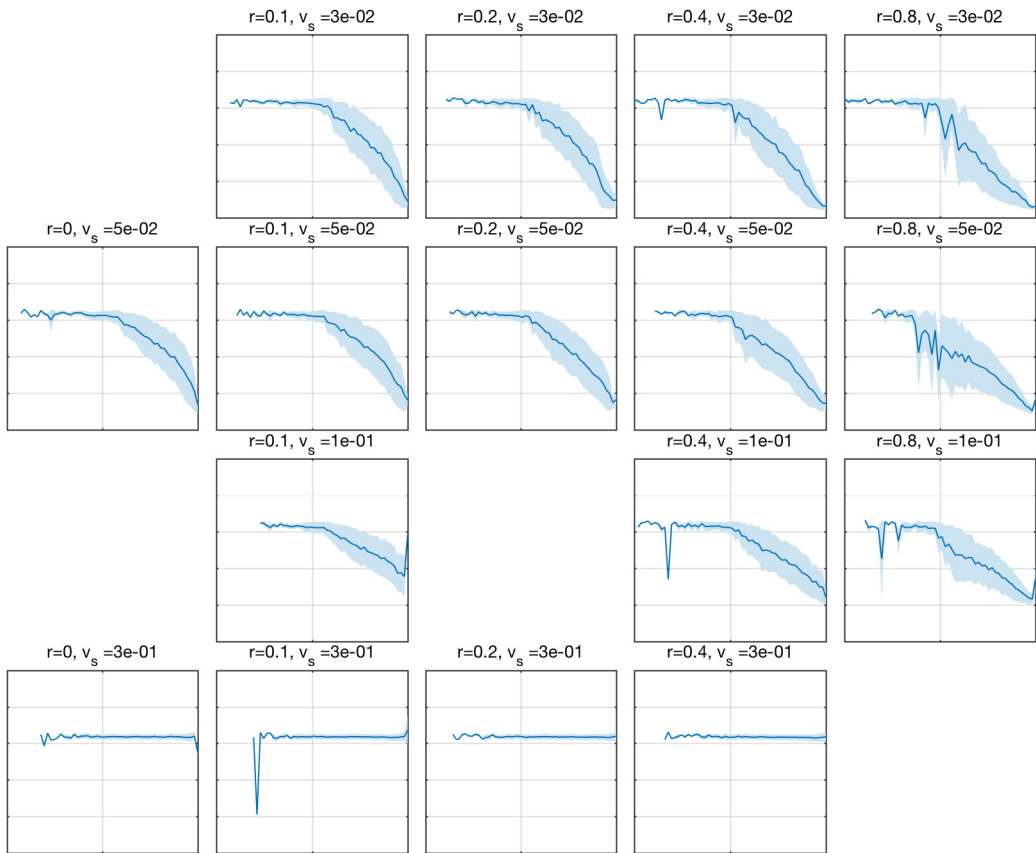 r=0.1, v_s =3e-02
r=0.2, v_s =3e-02
r=0.4, v_s =3e-02
r=0.8, v_s =3e-02
r=0, v_s =5e-02
r=0.1, v_s =5e-02
r=0.2, v_s =5e-02
r=0.4, v_s =5e-02
r=0.8, v_s =5e-02
r=0.1, v_s =1e-01
r=0.4, v_s =1e-01
r=0.8, v_s =1e-01
r=0, v_s =3e-01
r=0.1, v_s =3e-01
r=0.2, v_s =3e-01
r=0.4, v_s =3e-01